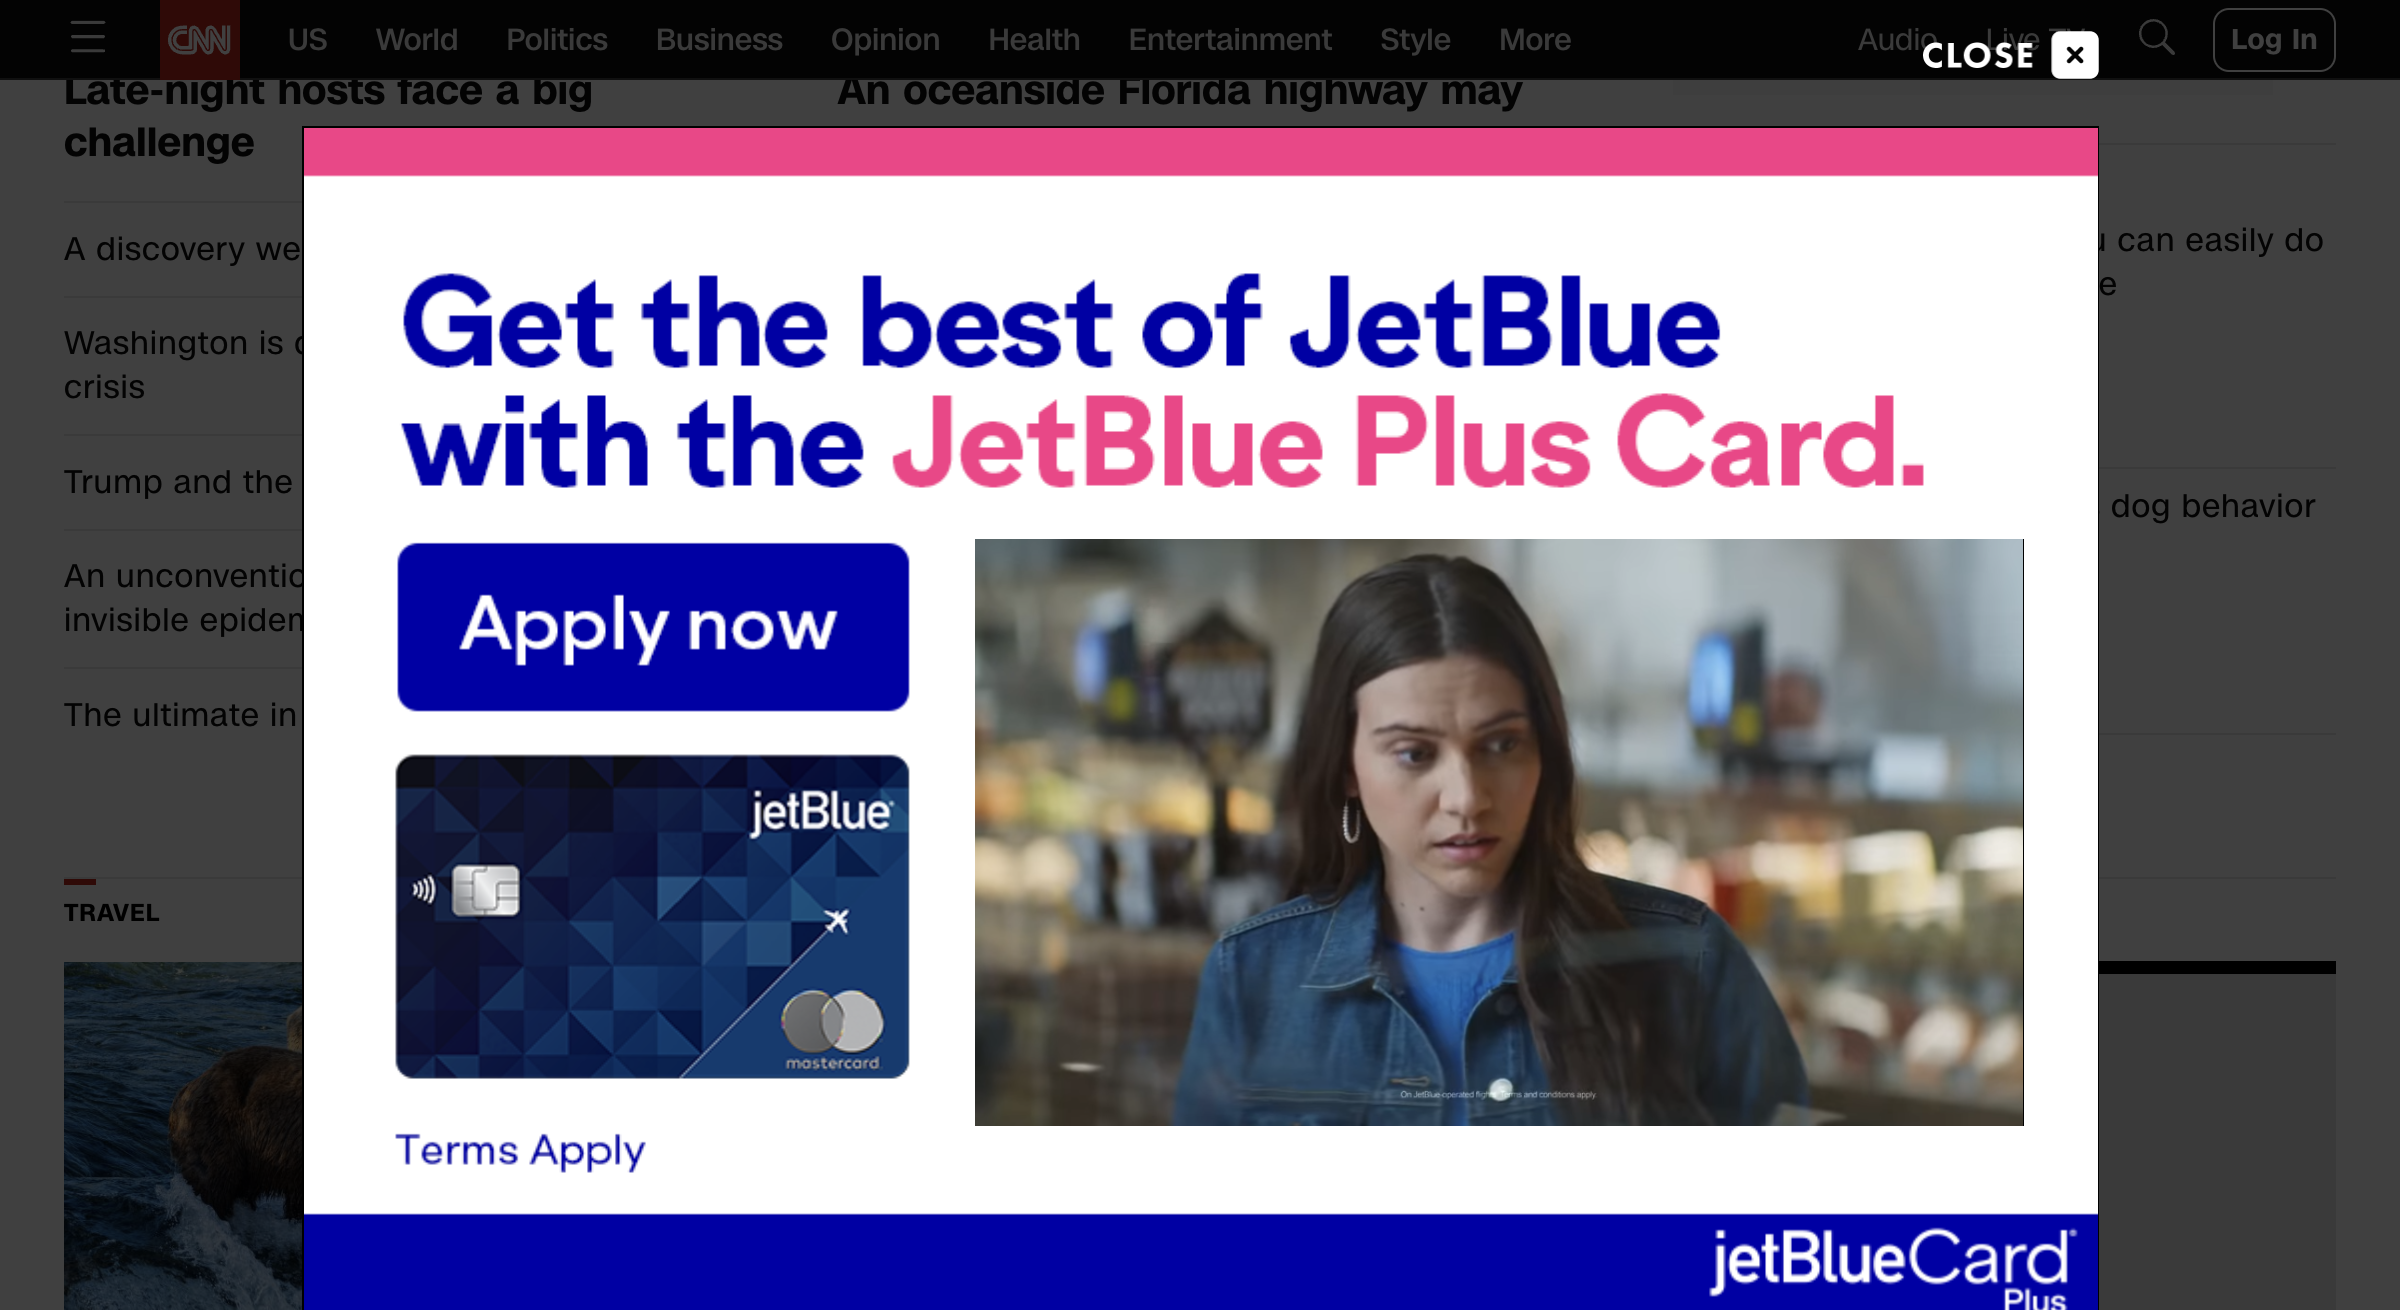 CNN
US
World
Politics
Business
Opinion
Health
Entertainment
Style
More
Audio
Live
Log In
CLOSE
Late-night hosts face a big
challenge
An oceanside Florida highway may
A discovery we
Washington is
crisis
Trump and the
An unconventio
invisible epidem
The ultimate in
TRAVEL
can easily do
e
dog behavior
Get the best of JetBlue
with the JetBlue Plus Card.
Apply now
jetBlue
mastercard
Terms Apply
On JetBlue-operated flights. Terms and conditions apply.
jetBlueCard
Plus